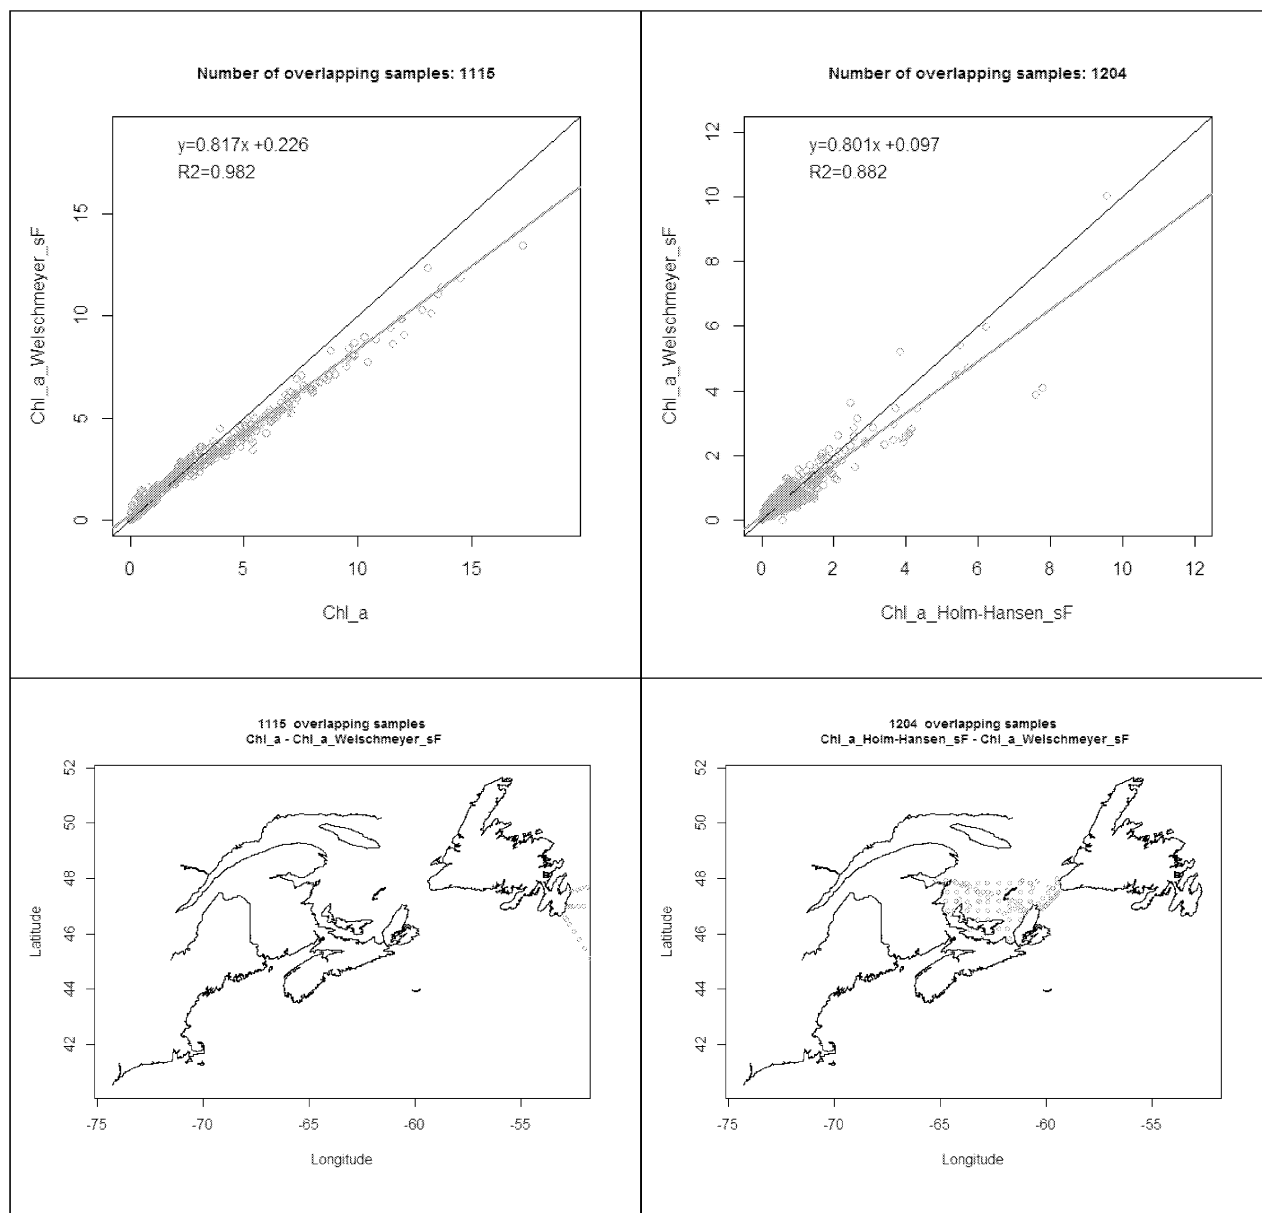 Number of overlapping samples: 1115
y=0.817x +0.226
R2=0.982
Chl_a_Welschmeyer_sF
15
10
5
0
0 5 10 15
Chl_a
Number of overlapping samples: 1204
y=0.801x +0.097
R2=0.882
Chl_a_Welschmeyer_sF
12
10
8
6
4
2
0
0 2 4 6 8 10 12
Chl_a_Holm-Hansen_sF
1115 overlapping samples
Chl_a - Chl_a_Welschmeyer_sF
Latitude
52
50
48
46
44
42
-75 -70 -65 -60 -55
Longitude
1204 overlapping samples
Chl_a_Holm-Hansen_sF - Chl_a_Welschmeyer_sF
Latitude
52
50
48
46
44
42
-75 -70 -65 -60 -55
Longitude